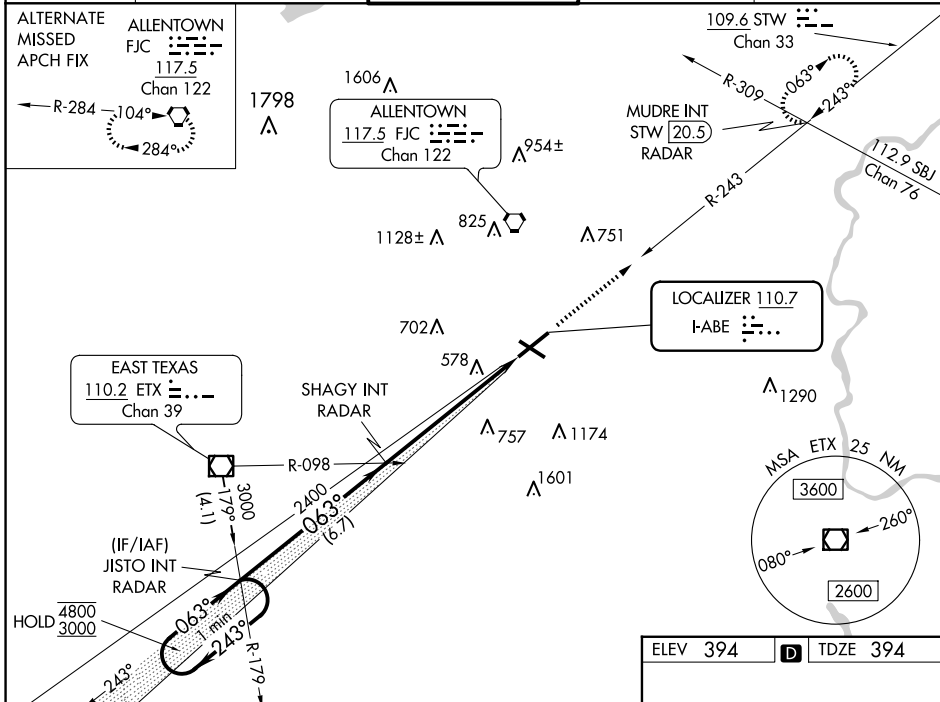 ALTERNATE
MISSED
APCH FIX
ALLENTOWN
FJC
117.5
Chan 122
R-284
104°
284°
1798
1606
ALLENTOWN
117.5 FJC
Chan 122
954±
825
1128±
751
109.6 STW
Chan 33
R-309
063°
243°
MUDRE INT
STW 20.5
RADAR
112.9 SBJ
Chan 76
R-243
LOCALIZER 110.7
I-ABE
702
578
EAST TEXAS
110.2 ETX
Chan 39
SHAGY INT
RADAR
1290
757
1174
1601
R-098
3000
179°
(4.1)
2400
063°
(6.7)
(IF/IAF)
JISTO INT
RADAR
HOLD 4800
3000
063°
1 min
243°
243°
R-179
MSA ETX 25 NM
3600
260°
080°
2600
ELEV 394 D TDZE 394